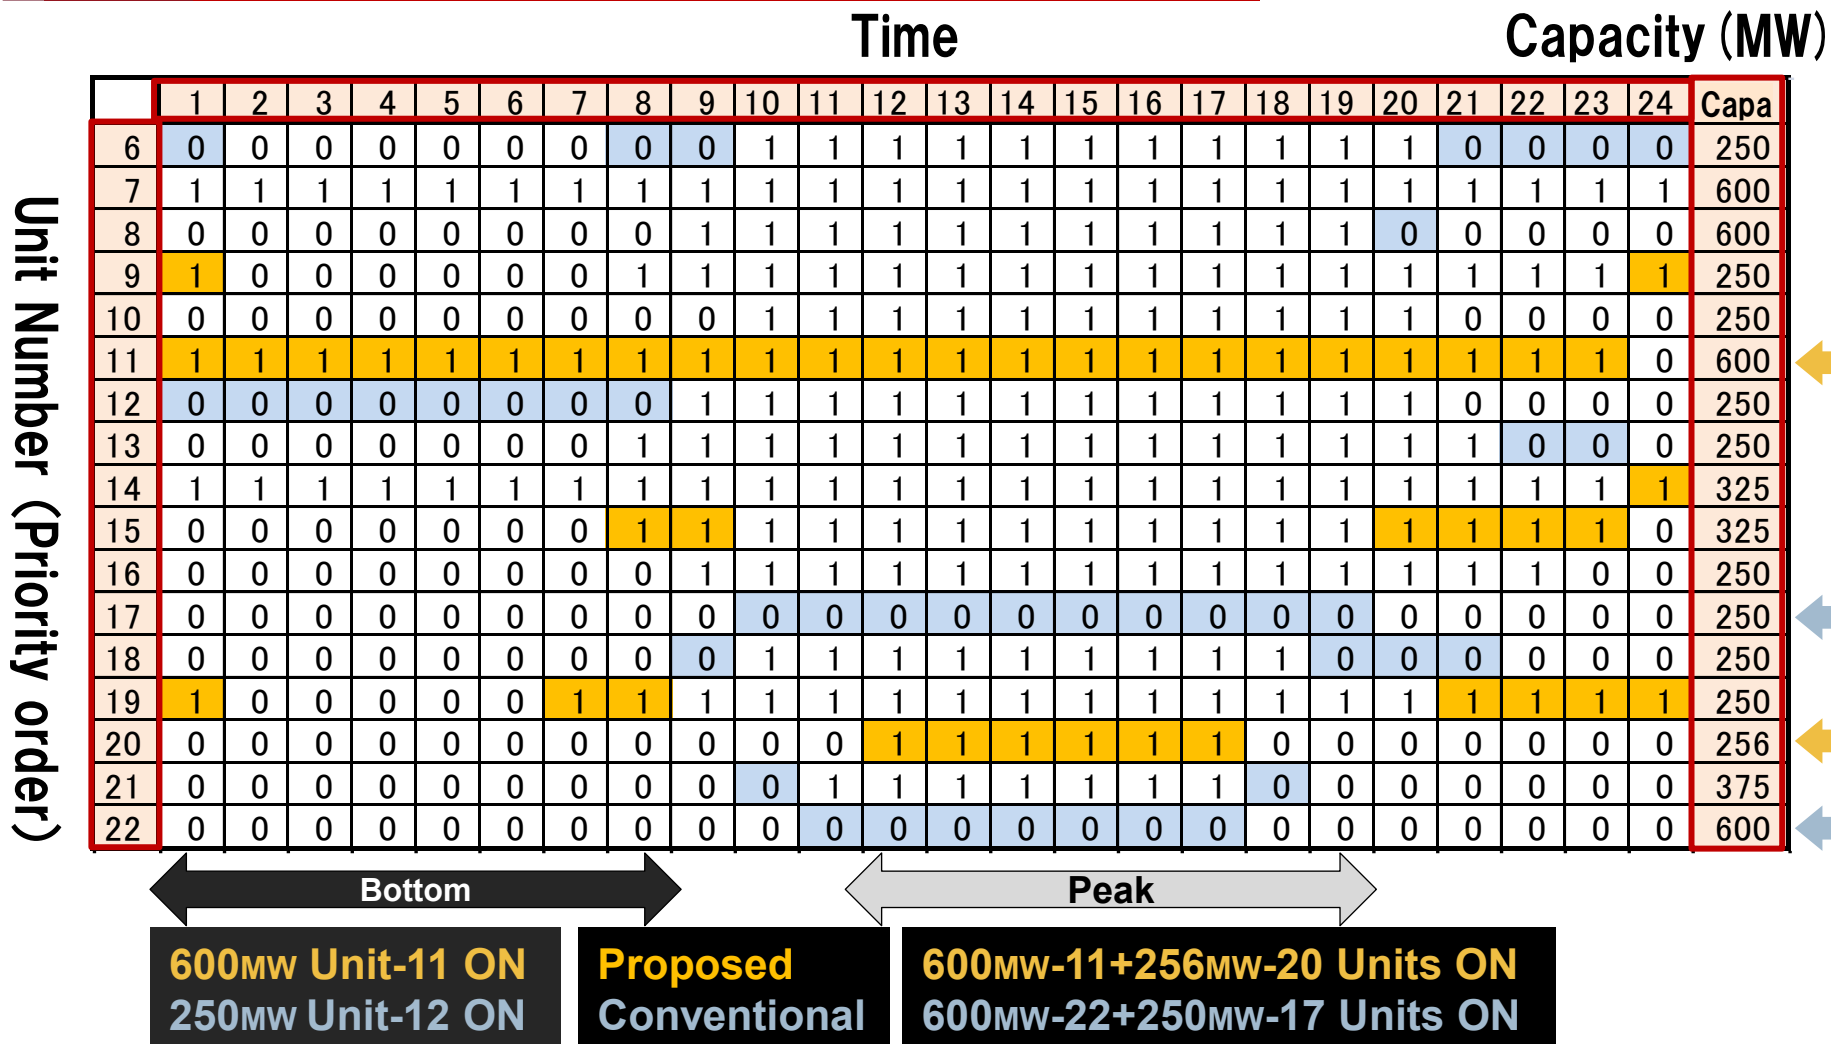 Time
Capacity (MW)
1 2 3 4 5 6 7 8 9 10 11 12 13 14 15 16 17 18 19 20 21 22 23 24 Capa
6 0 0 0 0 0 0 0 0 0 1 1 1 1 1 1 1 1 1 1 1 0 0 0 0 250
7 1 1 1 1 1 1 1 1 1 1 1 1 1 1 1 1 1 1 1 1 1 1 1 1 600
8 0 0 0 0 0 0 0 0 1 1 1 1 1 1 1 1 1 1 1 0 0 0 0 0 600
9 1 0 0 0 0 0 0 1 1 1 1 1 1 1 1 1 1 1 1 1 1 1 1 1 250
10 0 0 0 0 0 0 0 0 0 1 1 1 1 1 1 1 1 1 1 1 0 0 0 0 250
11 1 1 1 1 1 1 1 1 1 1 1 1 1 1 1 1 1 1 1 1 1 1 1 0 600
12 0 0 0 0 0 0 0 0 1 1 1 1 1 1 1 1 1 1 1 1 0 0 0 0 250
13 0 0 0 0 0 0 0 1 1 1 1 1 1 1 1 1 1 1 1 1 1 0 0 0 250
14 1 1 1 1 1 1 1 1 1 1 1 1 1 1 1 1 1 1 1 1 1 1 1 1 325
15 0 0 0 0 0 0 0 1 1 1 1 1 1 1 1 1 1 1 1 1 1 1 1 0 325
16 0 0 0 0 0 0 0 0 1 1 1 1 1 1 1 1 1 1 1 1 1 1 0 0 250
17 0 0 0 0 0 0 0 0 0 0 0 0 0 0 0 0 0 0 0 0 0 0 0 0 250
18 0 0 0 0 0 0 0 0 0 1 1 1 1 1 1 1 1 1 0 0 0 0 0 0 250
19 1 0 0 0 0 0 1 1 1 1 1 1 1 1 1 1 1 1 1 1 1 1 1 1 250
20 0 0 0 0 0 0 0 0 0 0 0 1 1 1 1 1 1 0 0 0 0 0 0 0 256
21 0 0 0 0 0 0 0 0 0 0 1 1 1 1 1 1 1 0 0 0 0 0 0 0 375
22 0 0 0 0 0 0 0 0 0 0 0 0 0 0 0 0 0 0 0 0 0 0 0 0 600
Unit Number (Priority order)
Bottom
Peak
600MW Unit-11 ON
250MW Unit-12 ON
Proposed
Conventional
600MW-11+256MW-20 Units ON
600MW-22+250MW-17 Units ON